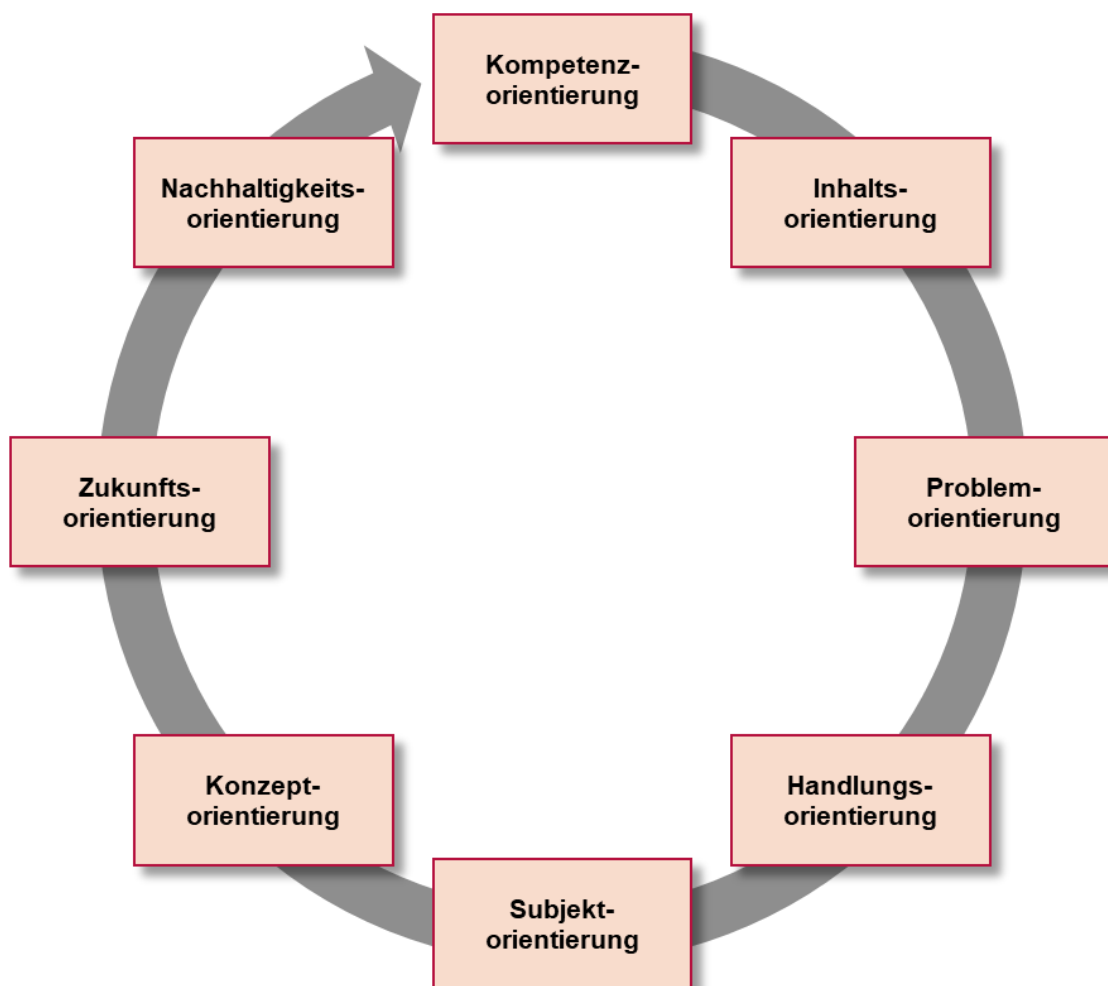 Kompetenz-
orientierung
Inhalts-
orientierung
Problem-
orientierung
Handlungs-
orientierung
Subjekt-
orientierung
Konzept-
orientierung
Zukunfts-
orientierung
Nachhaltigkeits-
orientierung